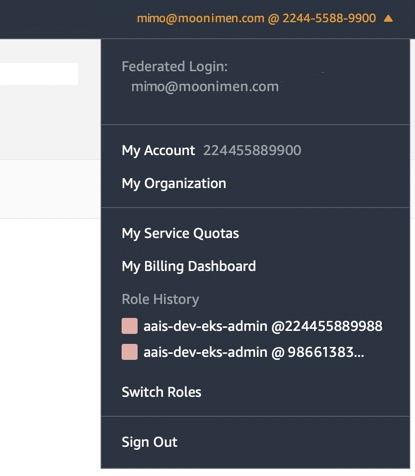 mimo@moonimen.com @ 2244-5588-9900
Federated Login:
mimo@moonimen.com
My Account 224455889900
My Organization
My Service Quotas
My Billing Dashboard
Role History
aais-dev-eks-admin @224455889988
aais-dev-eks-admin @ 98661383...
Switch Roles
Sign Out